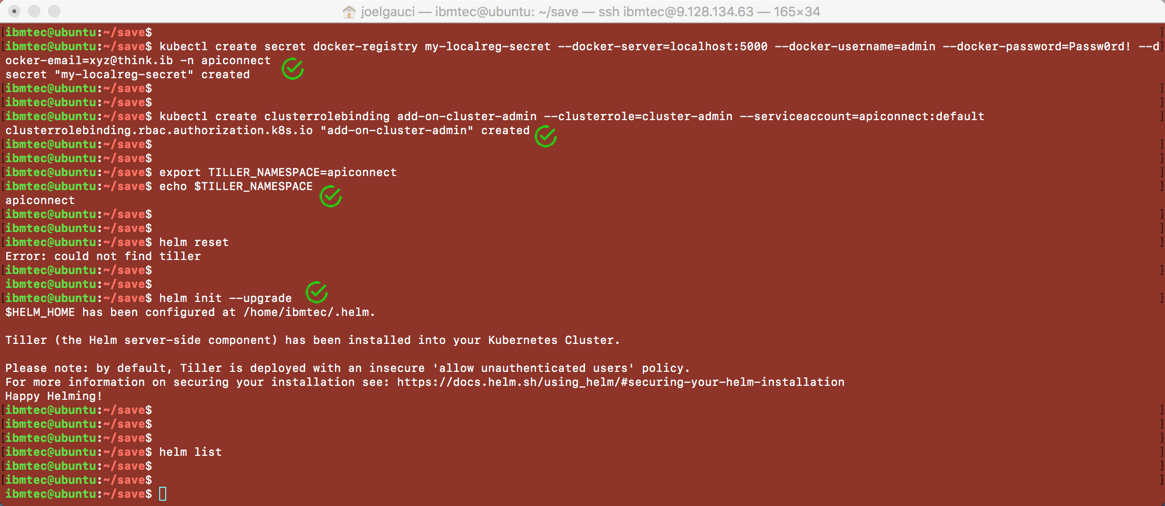 joelgauci — ibmtec@ubuntu: ~/save — ssh ibmtec@9.128.134.63 — 165×34
[ibmtec@ubuntu:~/save$ ]
[ibmtec@ubuntu:~/save$ kubectl create secret docker-registry my-localreg-secret --docker-server=localhost:5000 --docker-username=admin --docker-password=Passw0rd! --d]
ocker-email=xyz@think.ib -n apiconnect
secret "my-localreg-secret" created
[ibmtec@ubuntu:~/save$ ]
[ibmtec@ubuntu:~/save$ ]
[ibmtec@ubuntu:~/save$ kubectl create clusterrolebinding add-on-cluster-admin --clusterrole=cluster-admin --serviceaccount=apiconnect:default ]
clusterrolebinding.rbac.authorization.k8s.io "add-on-cluster-admin" created
[ibmtec@ubuntu:~/save$ ]
[ibmtec@ubuntu:~/save$ ]
[ibmtec@ubuntu:~/save$ export TILLER_NAMESPACE=apiconnect ]
[ibmtec@ubuntu:~/save$ echo $TILLER_NAMESPACE ]
apiconnect
[ibmtec@ubuntu:~/save$ ]
[ibmtec@ubuntu:~/save$ ]
[ibmtec@ubuntu:~/save$ helm reset ]
Error: could not find tiller
[ibmtec@ubuntu:~/save$ ]
[ibmtec@ubuntu:~/save$ ]
[ibmtec@ubuntu:~/save$ helm init --upgrade ]
$HELM_HOME has been configured at /home/ibmtec/.helm.
Tiller (the Helm server-side component) has been installed into your Kubernetes Cluster.
Please note: by default, Tiller is deployed with an insecure 'allow unauthenticated users' policy.
For more information on securing your installation see: https://docs.helm.sh/using_helm/#securing-your-helm-installation
Happy Helming!
[ibmtec@ubuntu:~/save$ ]
[ibmtec@ubuntu:~/save$ ]
[ibmtec@ubuntu:~/save$ ]
[ibmtec@ubuntu:~/save$ helm list ]
[ibmtec@ubuntu:~/save$ ]
[ibmtec@ubuntu:~/save$ ]
ibmtec@ubuntu:~/save$